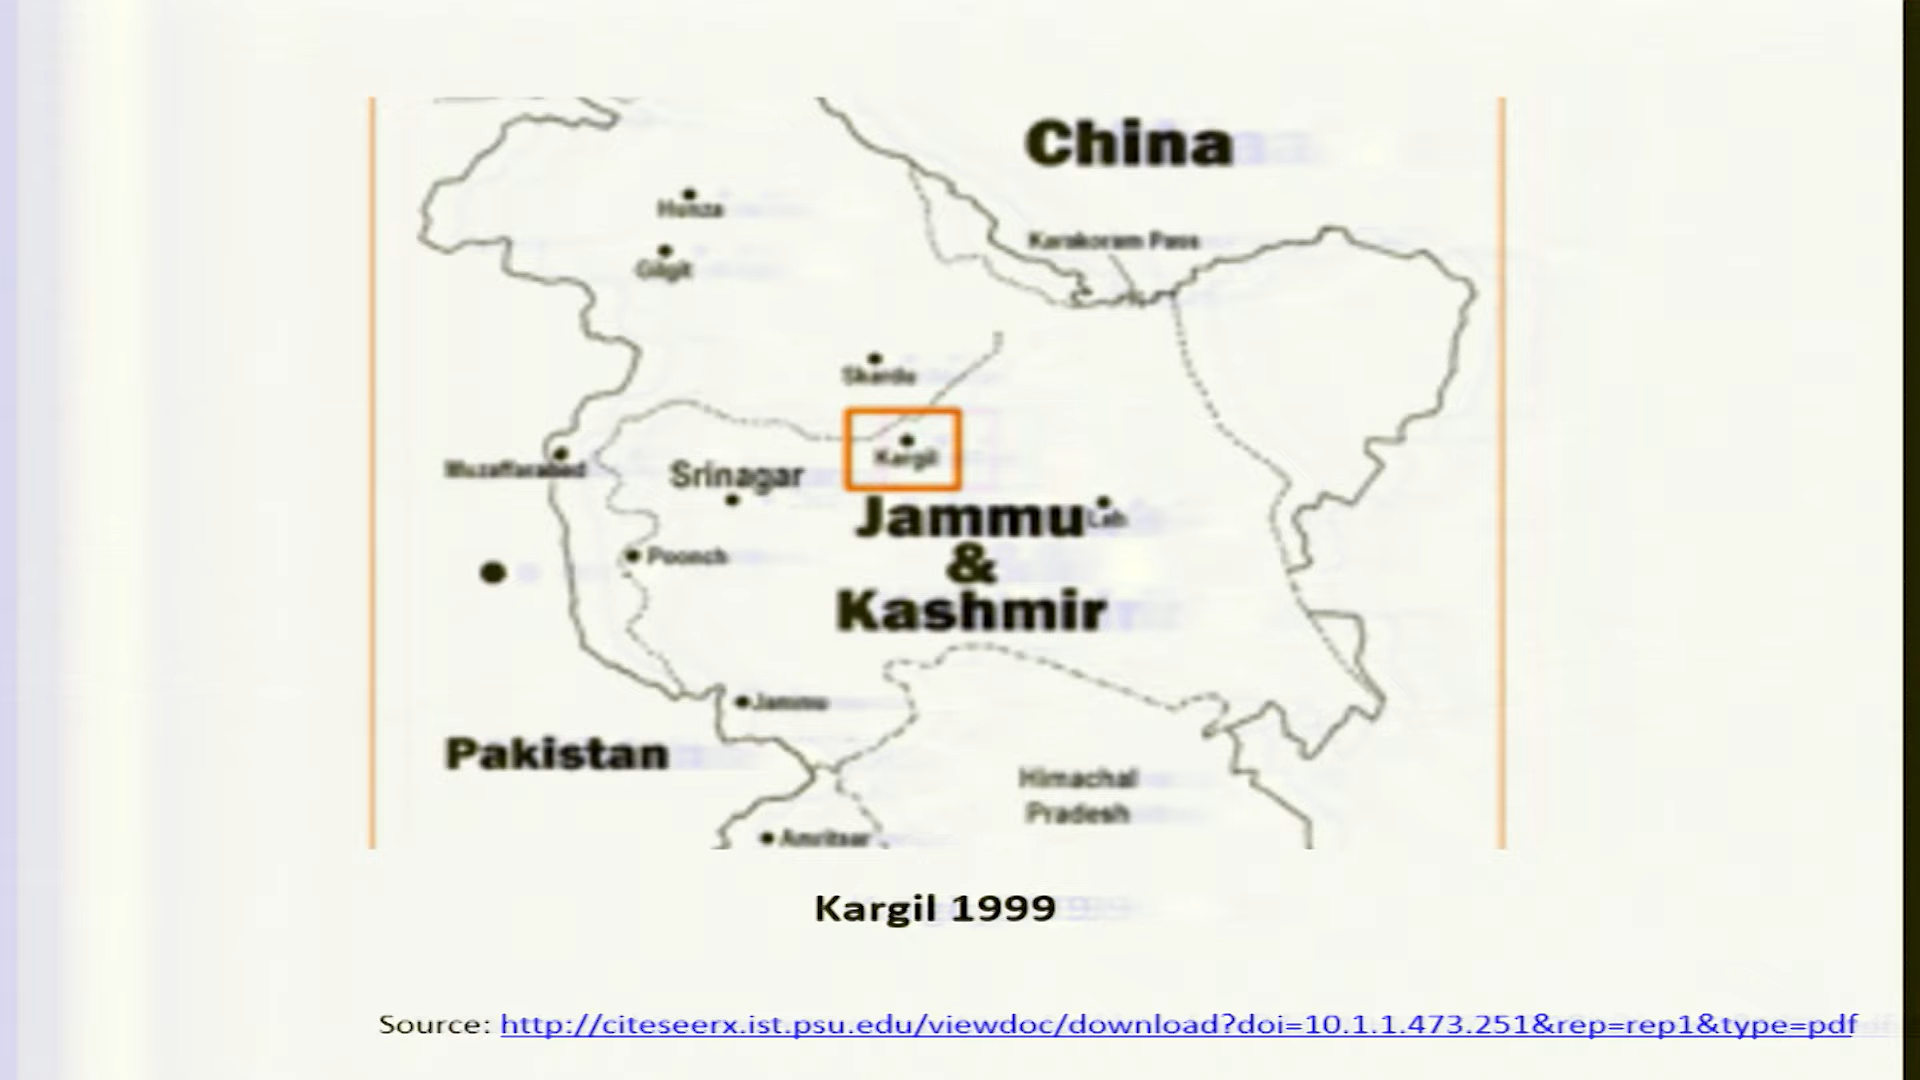 China
Hunza
Karakoram Pass
Gilgit
Skardu
Kargil
Muzaffarabad
Srinagar
Jammu
Leh
&
Poonch
Kashmir
Jammu
Pakistan
Himachal
Pradesh
Amritsar
Kargil 1999
Source: http://citeseerx.ist.psu.edu/viewdoc/download?doi=10.1.1.473.251&rep=rep1&type=pdf